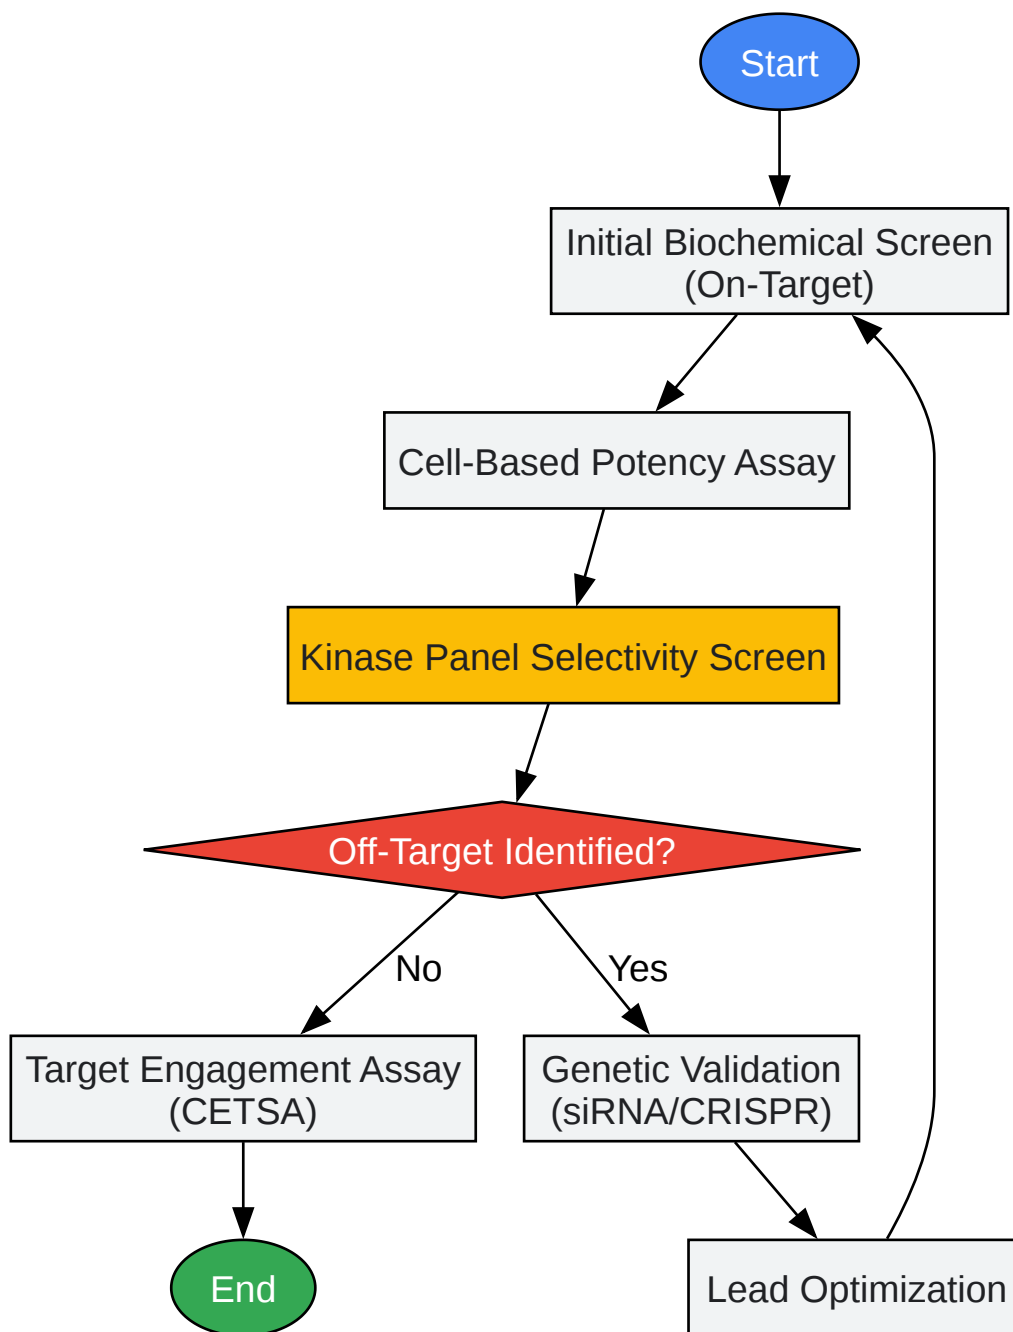 Start
Initial Biochemical Screen
(On-Target)
Cell-Based Potency Assay
Kinase Panel Selectivity Screen
Off-Target Identified?
No
Yes
Target Engagement Assay
(CETSA)
Genetic Validation
(siRNA/CRISPR)
End
Lead Optimization